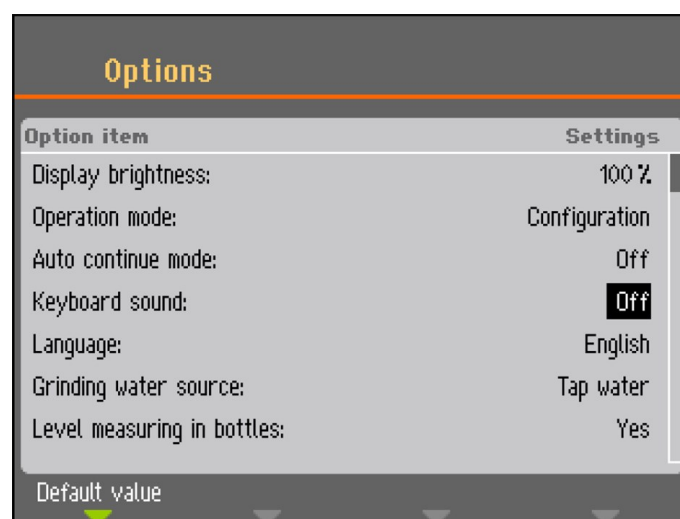 Options
Option item Settings
Display brightness: 100 %
Operation mode: Configuration
Auto continue mode: Off
Keyboard sound: Off
Language: English
Grinding water source: Tap water
Level measuring in bottles: Yes
Default value